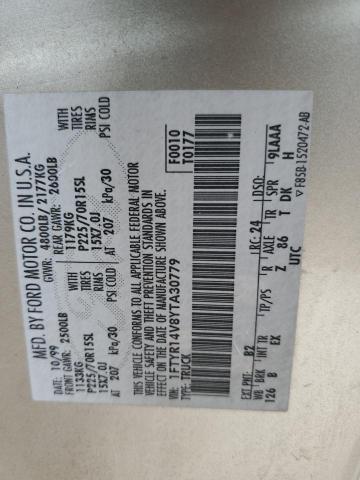 MFD. BY FORD MOTOR CO. IN U.S.A.
DATE: 10/99 GVWR: 4800LB/ 2177KG
FRONT GAWR: 2500LB REAR GAWR: 2600LB
1133KG WITH 1179KG WITH
P225/70R15SL TIRES P225/70R15SL TIRES
15X7.0J RIMS 15X7.0J RIMS
AT 207 kPa/30 PSI COLD AT 207 kPa/30 PSI COLD
THIS VEHICLE CONFORMS TO ALL APPLICABLE FEDERAL MOTOR
VEHICLE SAFETY AND THEFT PREVENTION STANDARDS IN
EFFECT ON THE DATE OF MANUFACTURE SHOWN ABOVE.
VIN: 1FTYR14V8YTA30779 F0010
TYPE: TRUCK T0177
EXT PNT: B2 RC: 24 DSO:
WB BRK INT TR TP/PS R AXLE TR SPR 9LAAA
126 B EX Z 86 T DK H
UTC
F85B-1520472-AB